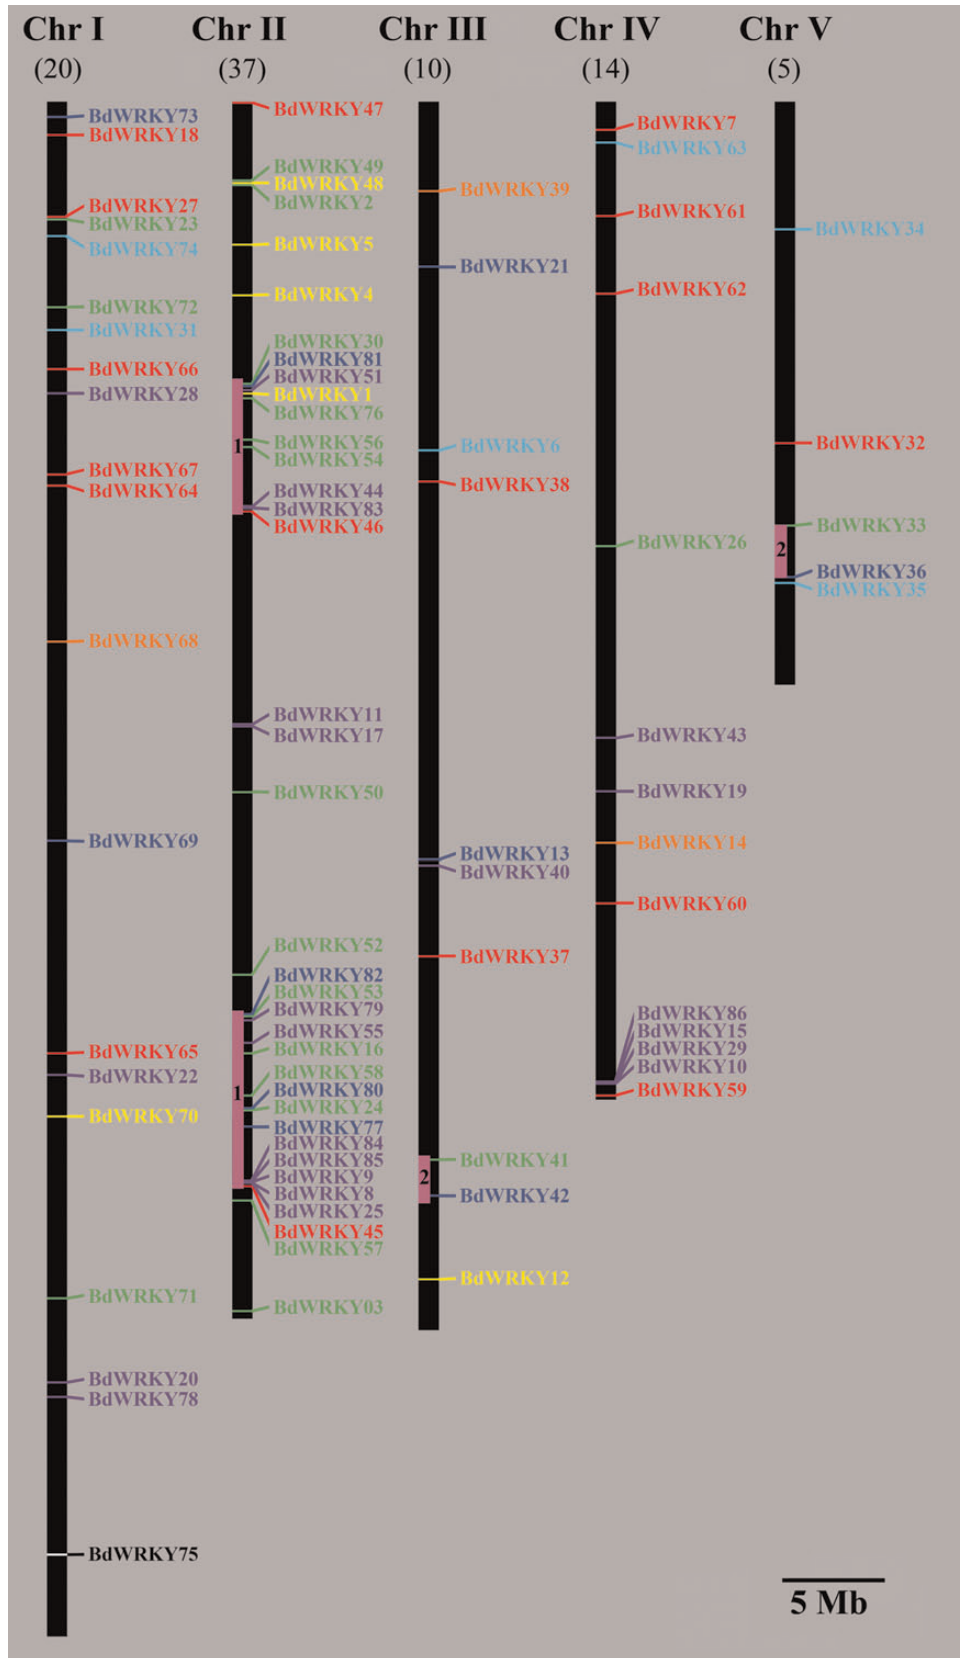 Chr I
(20)
BdWRKY73
BdWRKY18
BdWRKY27
BdWRKY23
BdWRKY74
BdWRKY72
BdWRKY31
BdWRKY66
BdWRKY28
BdWRKY67
BdWRKY64
BdWRKY68
BdWRKY69
BdWRKY65
BdWRKY22
BdWRKY70
BdWRKY71
BdWRKY20
BdWRKY78
BdWRKY75
Chr II
(37)
BdWRKY47
BdWRKY49
BdWRKY48
BdWRKY2
BdWRKY5
BdWRKY4
BdWRKY30
BdWRKY81
BdWRKY51
BdWRKY1
BdWRKY76
1
BdWRKY56
BdWRKY54
BdWRKY44
BdWRKY83
BdWRKY46
BdWRKY11
BdWRKY17
BdWRKY50
BdWRKY52
BdWRKY82
BdWRKY53
BdWRKY79
BdWRKY55
BdWRKY16
BdWRKY58
1
BdWRKY80
BdWRKY24
BdWRKY77
BdWRKY84
BdWRKY85
BdWRKY9
BdWRKY8
BdWRKY25
BdWRKY45
BdWRKY57
BdWRKY03
Chr III
(10)
BdWRKY39
BdWRKY21
BdWRKY6
BdWRKY38
BdWRKY13
BdWRKY40
BdWRKY37
BdWRKY41
2
BdWRKY42
BdWRKY12
Chr IV
(14)
BdWRKY7
BdWRKY63
BdWRKY61
BdWRKY62
BdWRKY26
BdWRKY43
BdWRKY19
BdWRKY14
BdWRKY60
BdWRKY86
BdWRKY15
BdWRKY29
BdWRKY10
BdWRKY59
Chr V
(5)
BdWRKY34
BdWRKY32
BdWRKY33
2
BdWRKY36
BdWRKY35
5 Mb